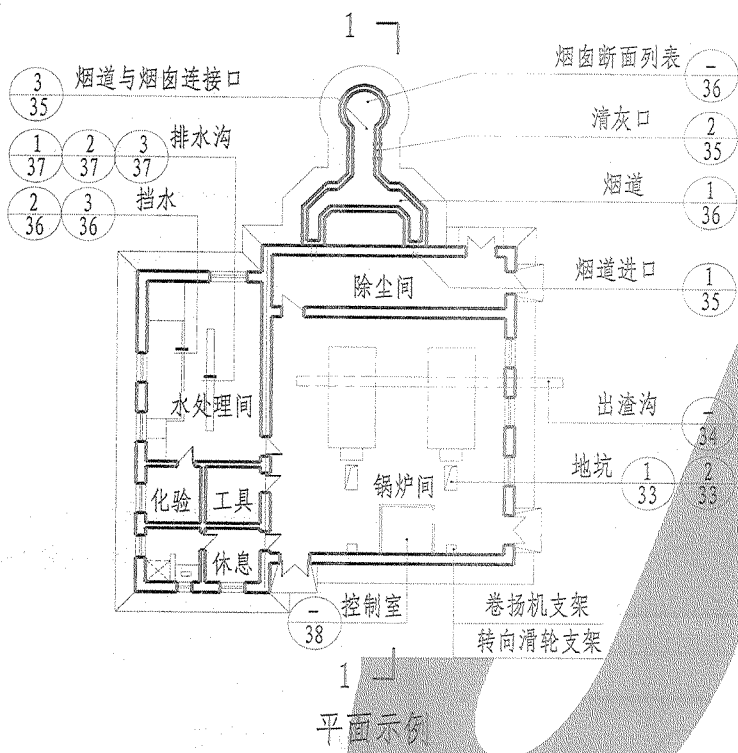 1
烟囱断面列表
-
36
3
35
烟道与烟囱连接口
清灰口
2
35
1
37
2
37
3
37
排水沟
烟道
1
36
2
36
3
36
挡水
烟道进口
1
35
除尘间
水处理间
出渣沟
-
34
锅炉间
地坑
1
33
2
33
化验
工具
休息
-
38
控制室
卷扬机支架
转向滑轮支架
1
平面示例